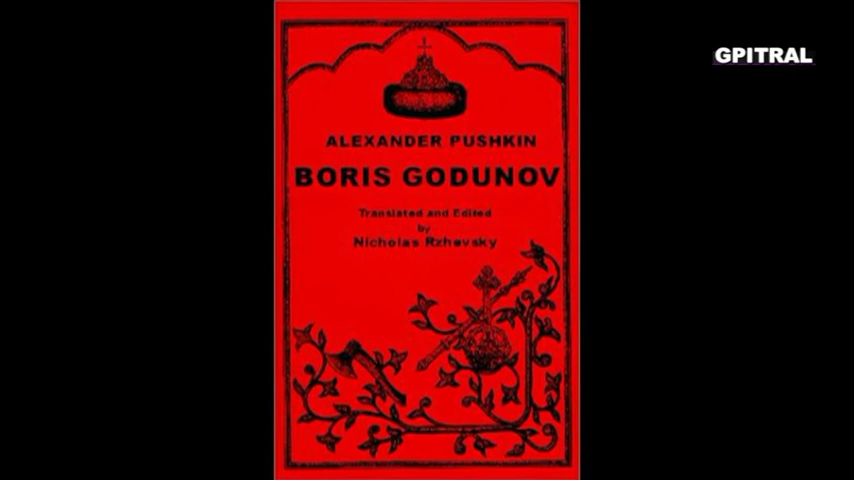 GPITRAL
ALEXANDER PUSHKIN
BORIS GODUNOV
Translated and Edited
by
Nicholas Rzhevsky